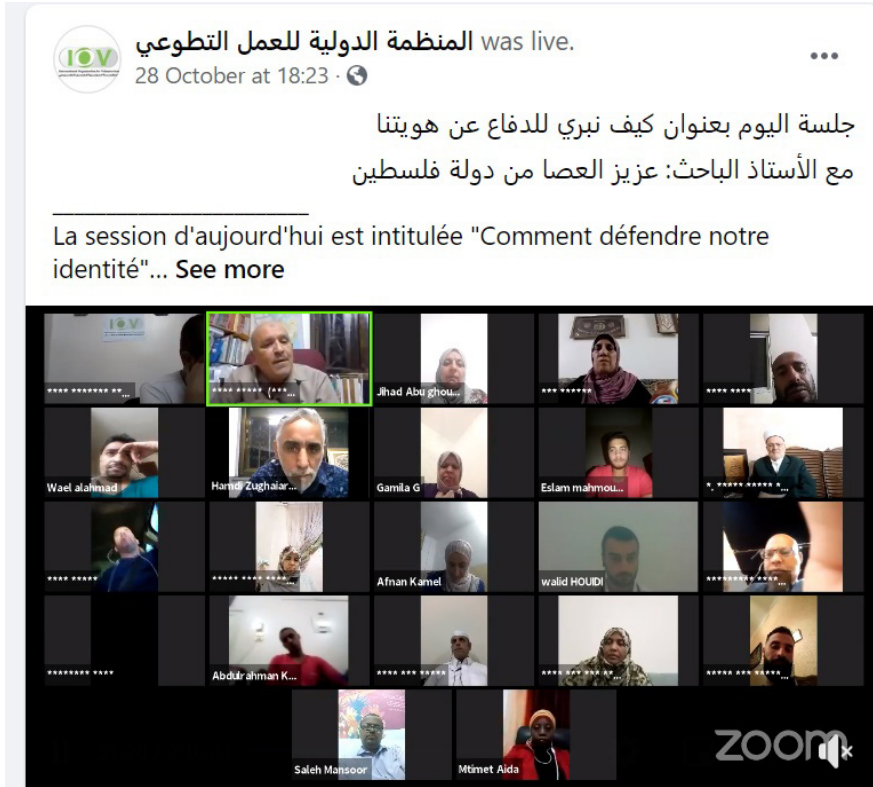 IOV
المنظمة الدولية للعمل التطوعي was live.
28 October at 18:23 ·
جلسة اليوم بعنوان كيف نبري للدفاع عن هويتنا
مع الأستاذ الباحث: عزيز العصا من دولة فلسطين
________________________
La session d'aujourd'hui est intitulée "Comment défendre notre
identité"... See more
IOV
**** ******* **...
**** ***** /***...
Jihad Abu ghou...
*** ******
**** ****
Wael alahmad
Hamdi Zughaiar...
Gamila G
Eslam mahmou...
*. ***** ***** *...
**** *****
***** **** ****...
Afnan Kamel
walid HOUIDI
********* ****...
******** ****
Abdulrahman K...
**** *** *****
**** *** *** **...
***** *** *****...
Saleh Mansoor
Mtimet Aida
zoom